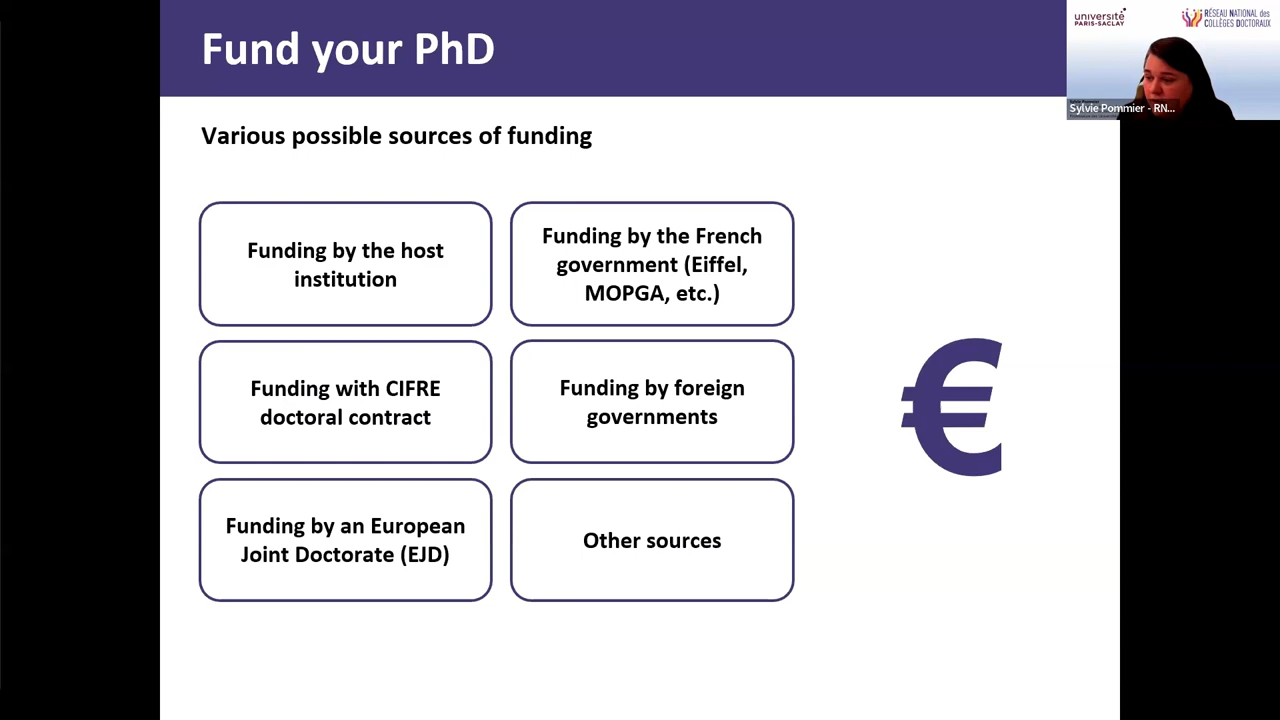 Fund your PhD
université
PARIS-SACLAY
RÉSEAU NATIONAL des
COLLÈGES DOCTORAUX
Sylvie Pommier - RN...
Various possible sources of funding
Funding by the host
institution
Funding by the French
government (Eiffel,
MOPGA, etc.)
Funding with CIFRE
doctoral contract
Funding by foreign
governments
€
Funding by an European
Joint Doctorate (EJD)
Other sources